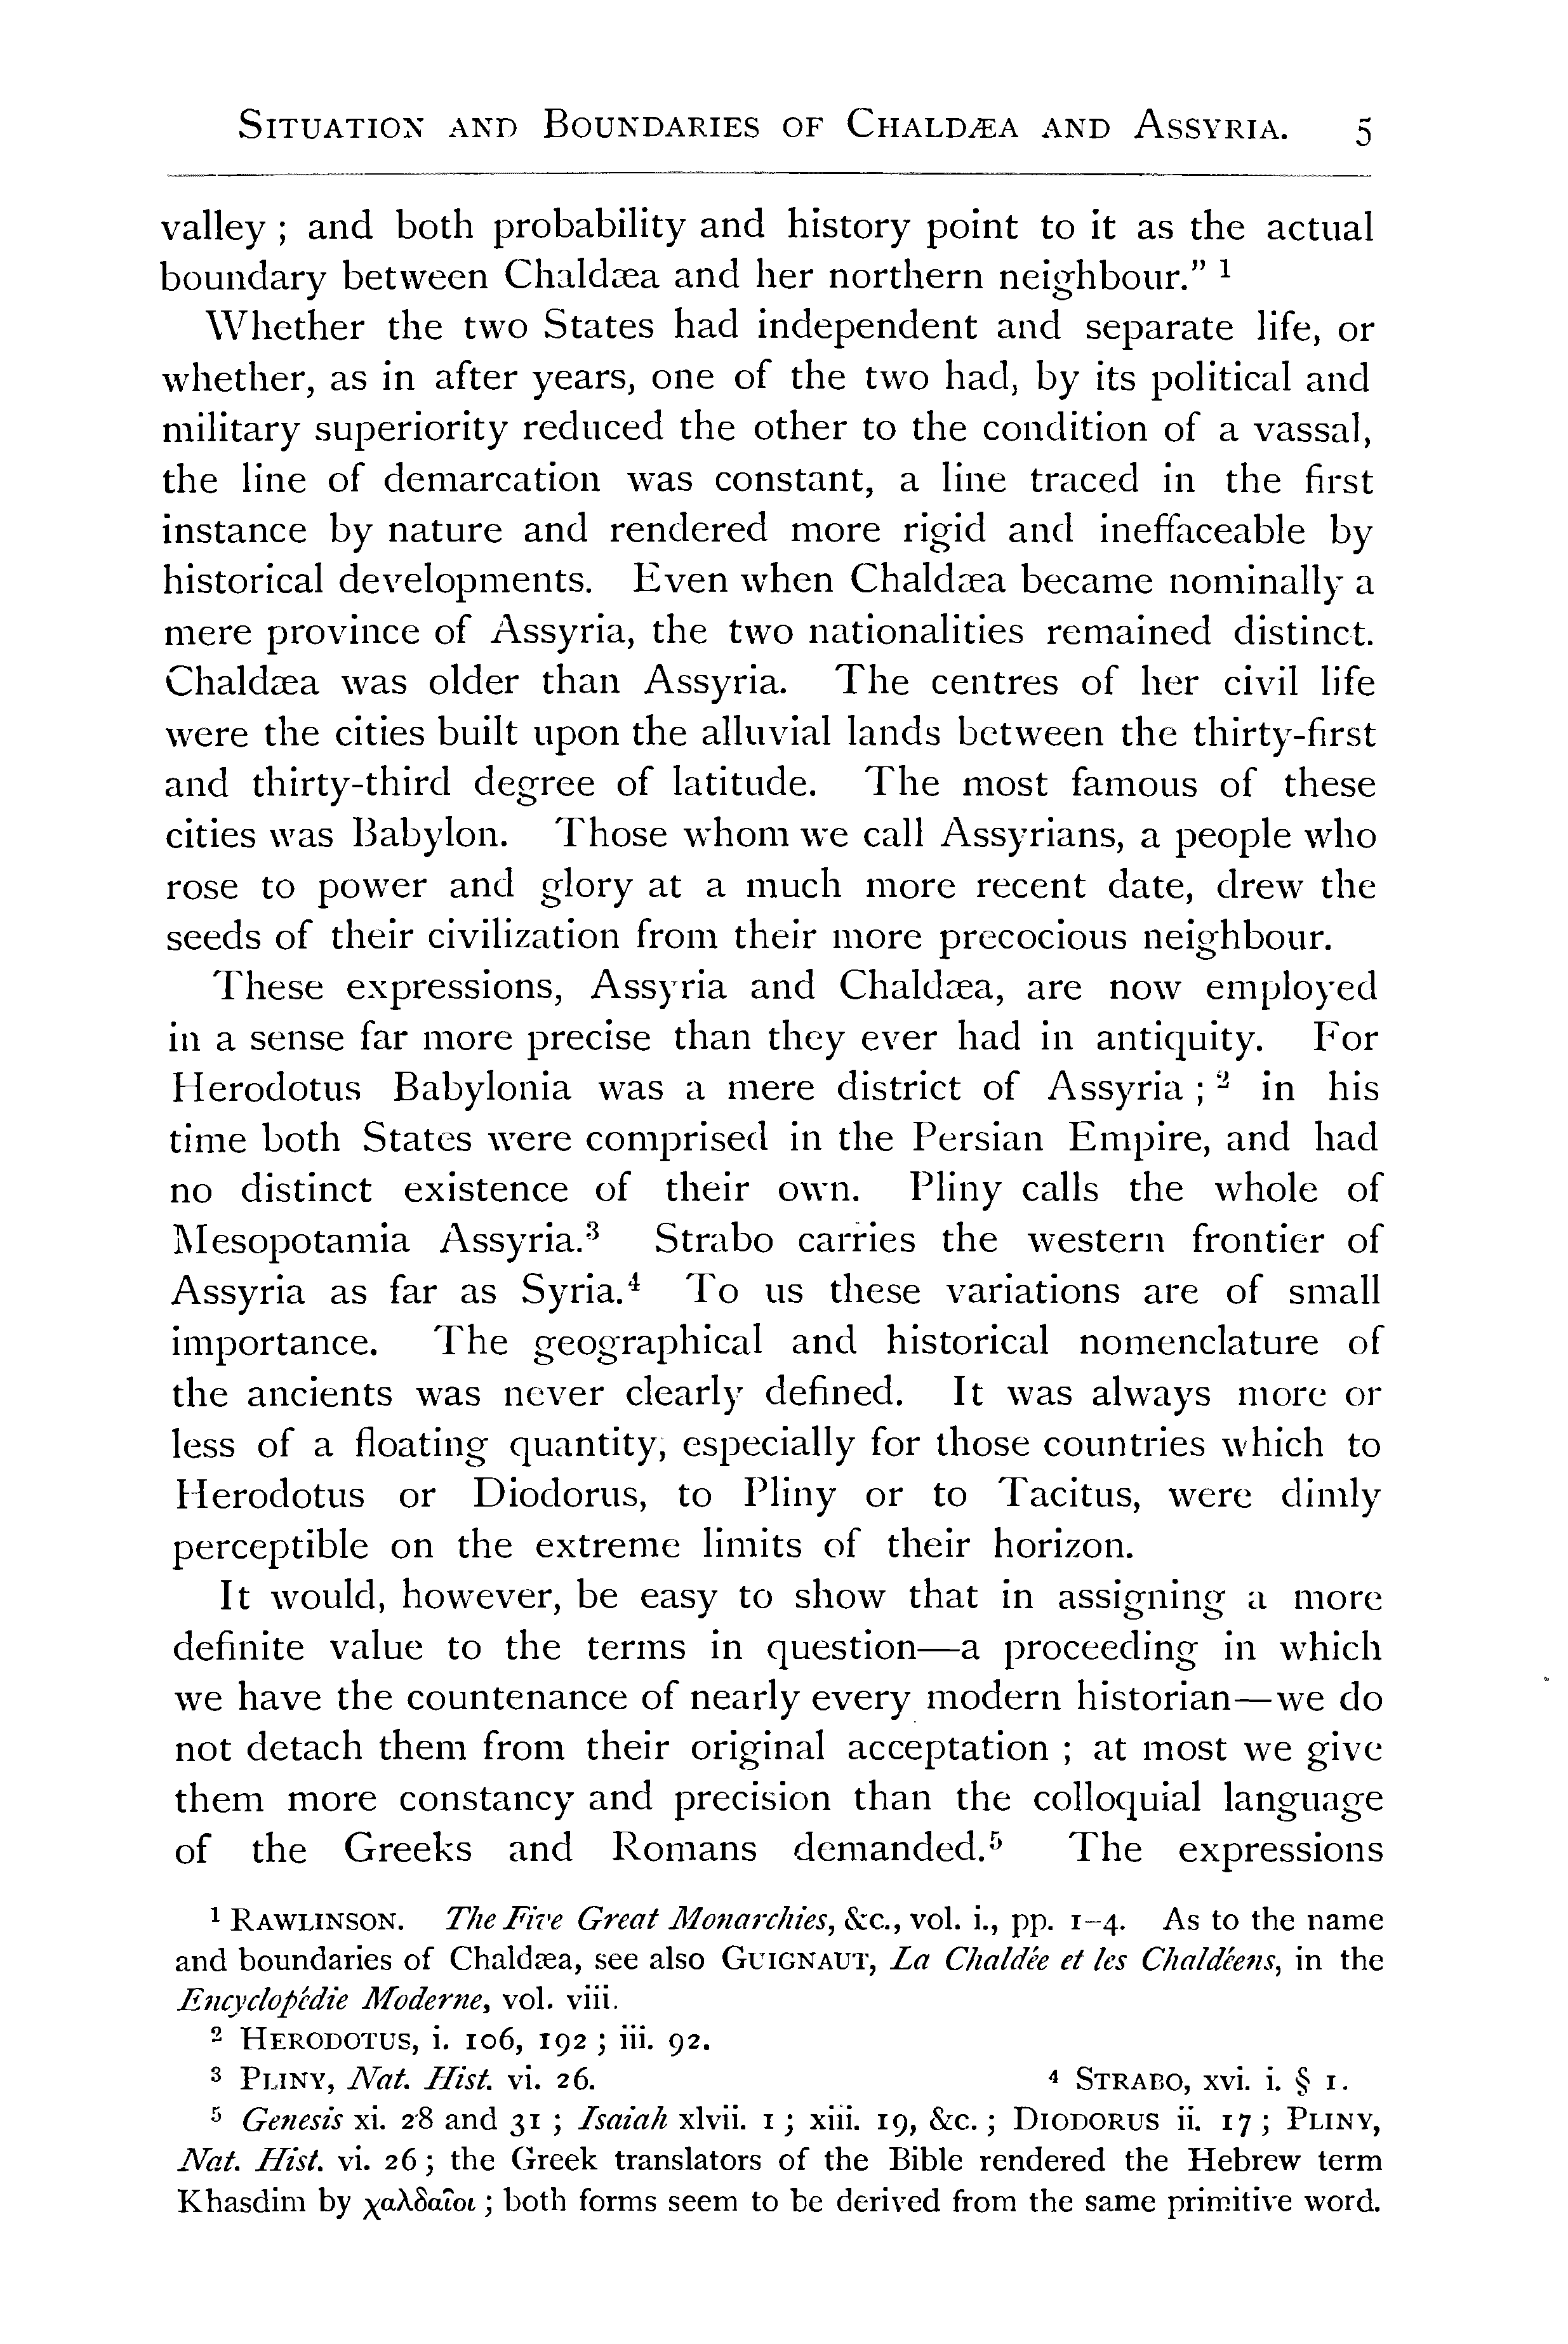 Situation and Boundaries of Chaldæa and Assyria. 5
valley ; and both probability and history point to it as the actual
boundary between Chaldæa and her northern neighbour.” ¹
Whether the two States had independent and separate life, or
whether, as in after years, one of the two had, by its political and
military superiority reduced the other to the condition of a vassal,
the line of demarcation was constant, a line traced in the first
instance by nature and rendered more rigid and ineffaceable by
historical developments. Even when Chaldæa became nominally a
mere province of Assyria, the two nationalities remained distinct.
Chaldæa was older than Assyria. The centres of her civil life
were the cities built upon the alluvial lands between the thirty-first
and thirty-third degree of latitude. The most famous of these
cities was Babylon. Those whom we call Assyrians, a people who
rose to power and glory at a much more recent date, drew the
seeds of their civilization from their more precocious neighbour.
These expressions, Assyria and Chaldæa, are now employed
in a sense far more precise than they ever had in antiquity. For
Herodotus Babylonia was a mere district of Assyria ; ² in his
time both States were comprised in the Persian Empire, and had
no distinct existence of their own. Pliny calls the whole of
Mesopotamia Assyria.³ Strabo carries the western frontier of
Assyria as far as Syria.⁴ To us these variations are of small
importance. The geographical and historical nomenclature of
the ancients was never clearly defined. It was always more or
less of a floating quantity, especially for those countries which to
Herodotus or Diodorus, to Pliny or to Tacitus, were dimly
perceptible on the extreme limits of their horizon.
It would, however, be easy to show that in assigning a more
definite value to the terms in question—a proceeding in which
we have the countenance of nearly every modern historian—we do
not detach them from their original acceptation ; at most we give
them more constancy and precision than the colloquial language
of the Greeks and Romans demanded.⁵ The expressions
¹ Rawlinson. The Five Great Monarchies, &c., vol. i., pp. 1–4. As to the name
and boundaries of Chaldæa, see also Guignaut, La Chaldée et les Chaldéens, in the
Encyclopédie Moderne, vol. viii.
² Herodotus, i. 106, 192 ; iii. 92.
³ Pliny, Nat. Hist. vi. 26. ⁴ Strabo, xvi. i. § 1.
⁵ Genesis xi. 28 and 31 ; Isaiah xlvii. 1 ; xiii. 19, &c. ; Diodorus ii. 17 ; Pliny,
Nat. Hist. vi. 26 ; the Greek translators of the Bible rendered the Hebrew term
Khasdim by χαλδαῖοι ; both forms seem to be derived from the same primitive word.